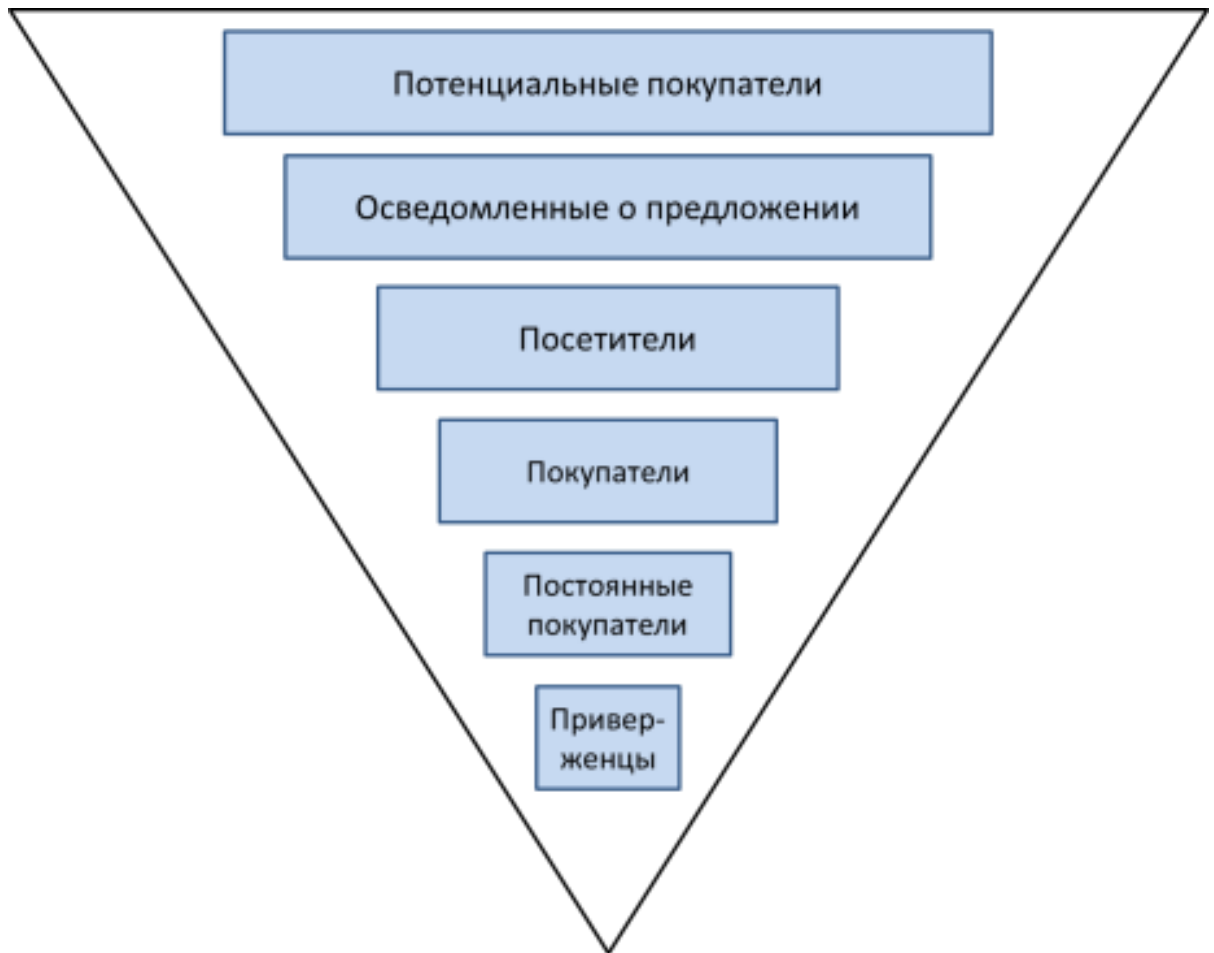 Потенциальные покупатели
Осведомленные о предложении
Посетители
Покупатели
Постоянные
покупатели
Привер-
женцы